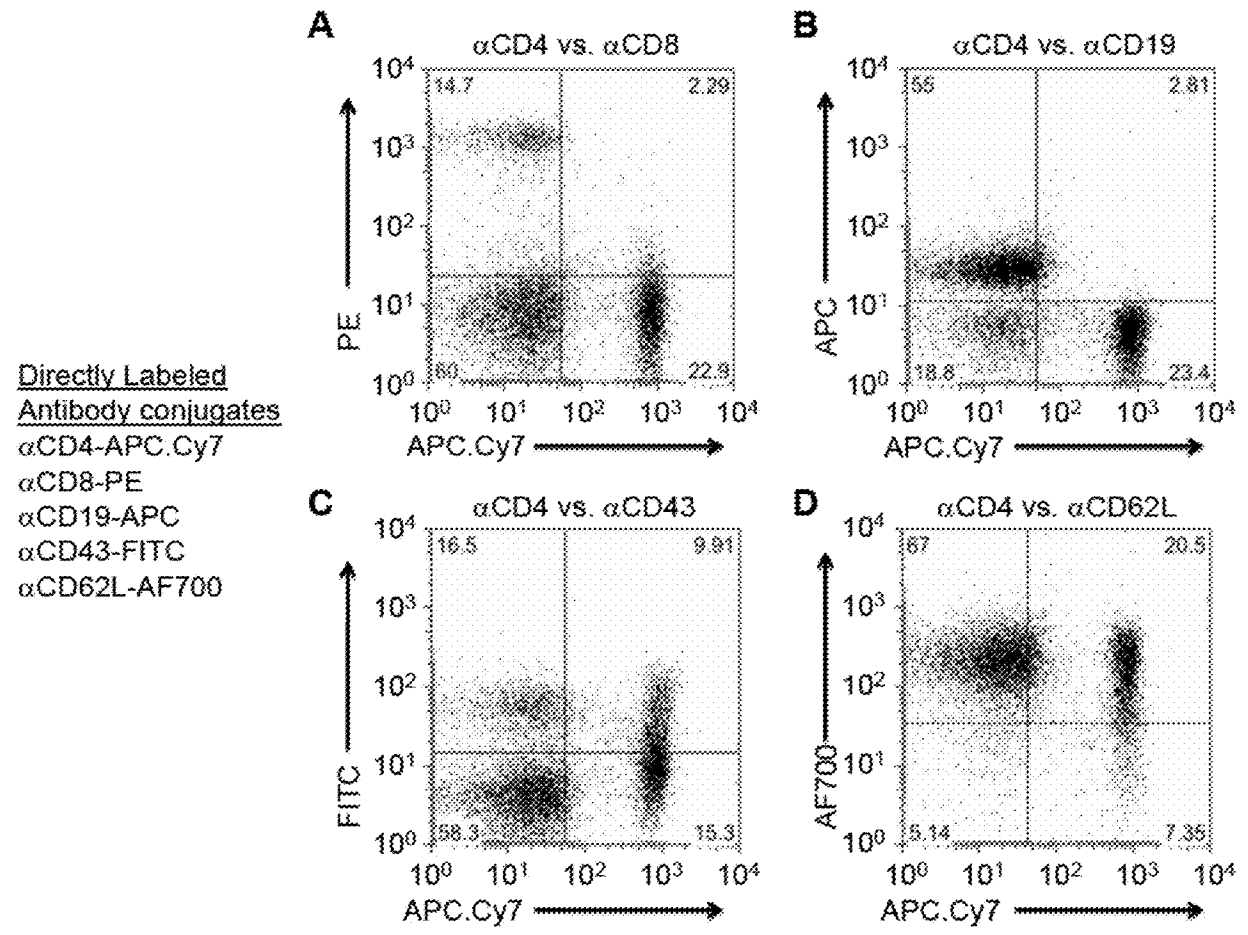 Directly Labeled
Antibody conjugates
αCD4-APC.Cy7
αCD8-PE
αCD19-APC
αCD43-FITC
αCD62L-AF700
A
αCD4 vs. αCD8
10⁴
10³
10²
10¹
10⁰
14.7
2.29
60
22.9
PE
10⁰ 10¹ 10² 10³ 10⁴
APC.Cy7
B
αCD4 vs. αCD19
10⁴
10³
10²
10¹
10⁰
55
2.81
18.8
23.4
APC
10⁰ 10¹ 10² 10³ 10⁴
APC.Cy7
C
αCD4 vs. αCD43
10⁴
10³
10²
10¹
10⁰
16.5
9.91
58.3
15.3
FITC
10⁰ 10¹ 10² 10³ 10⁴
APC.Cy7
D
αCD4 vs. αCD62L
10⁴
10³
10²
10¹
10⁰
67
20.5
5.14
7.35
AF700
10⁰ 10¹ 10² 10³ 10⁴
APC.Cy7